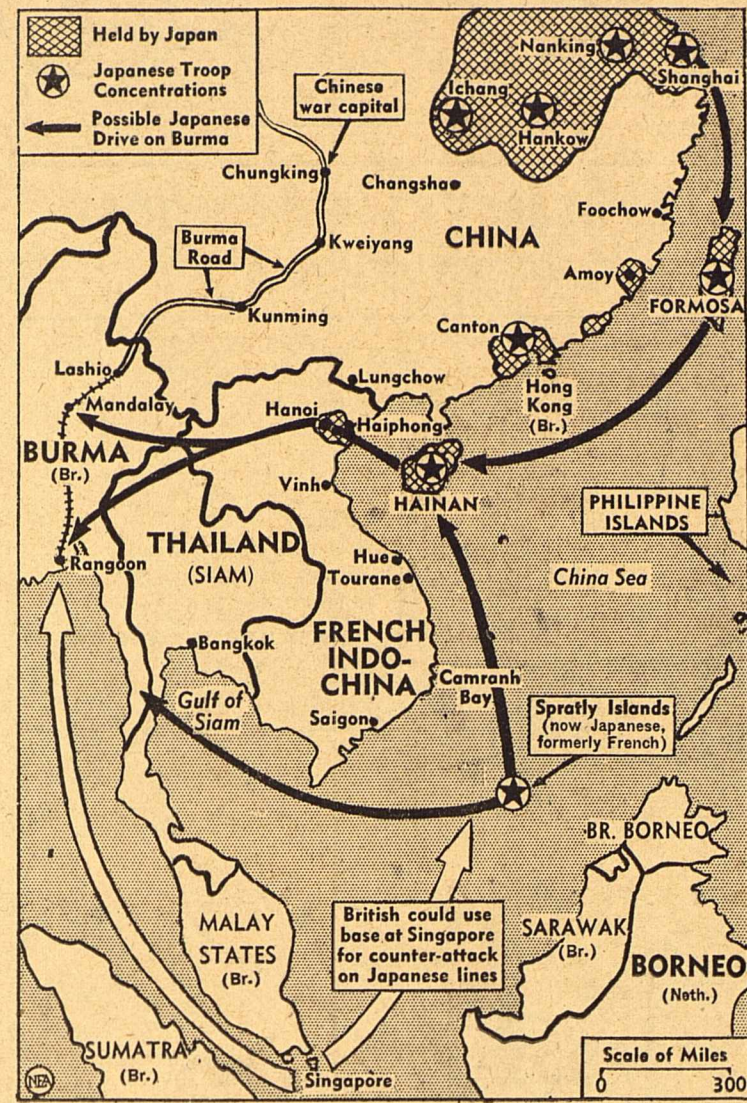 Held by Japan
Japanese Troop
Concentrations
Possible Japanese
Drive on Burma
Chinese
war capital
Nanking
Shanghai
Ichang
Hankow
Chungking
Changsha
Foochow
Burma
Road
Kweiyang
CHINA
Amoy
FORMOSA
Kunming
Canton
Lashio
Lungchow
Hong
Kong
(Br.)
Mandalay
Hanoi
Haiphong
BURMA
(Br.)
Vinh
HAINAN
PHILIPPINE
ISLANDS
THAILAND
(SIAM)
Rangoon
Hue
Tourane
China Sea
Bangkok
FRENCH
INDO-
CHINA
Camranh
Bay
Gulf of
Siam
Saigon
Spratly Islands
(now Japanese,
formerly French)
BR. BORNEO
MALAY
STATES
(Br.)
British could use
base at Singapore
for counter-attack
on Japanese lines
SARAWAK
(Br.)
BORNEO
(Neth.)
SUMATRA
(Br.)
NEA
Singapore
Scale of Miles
0 300